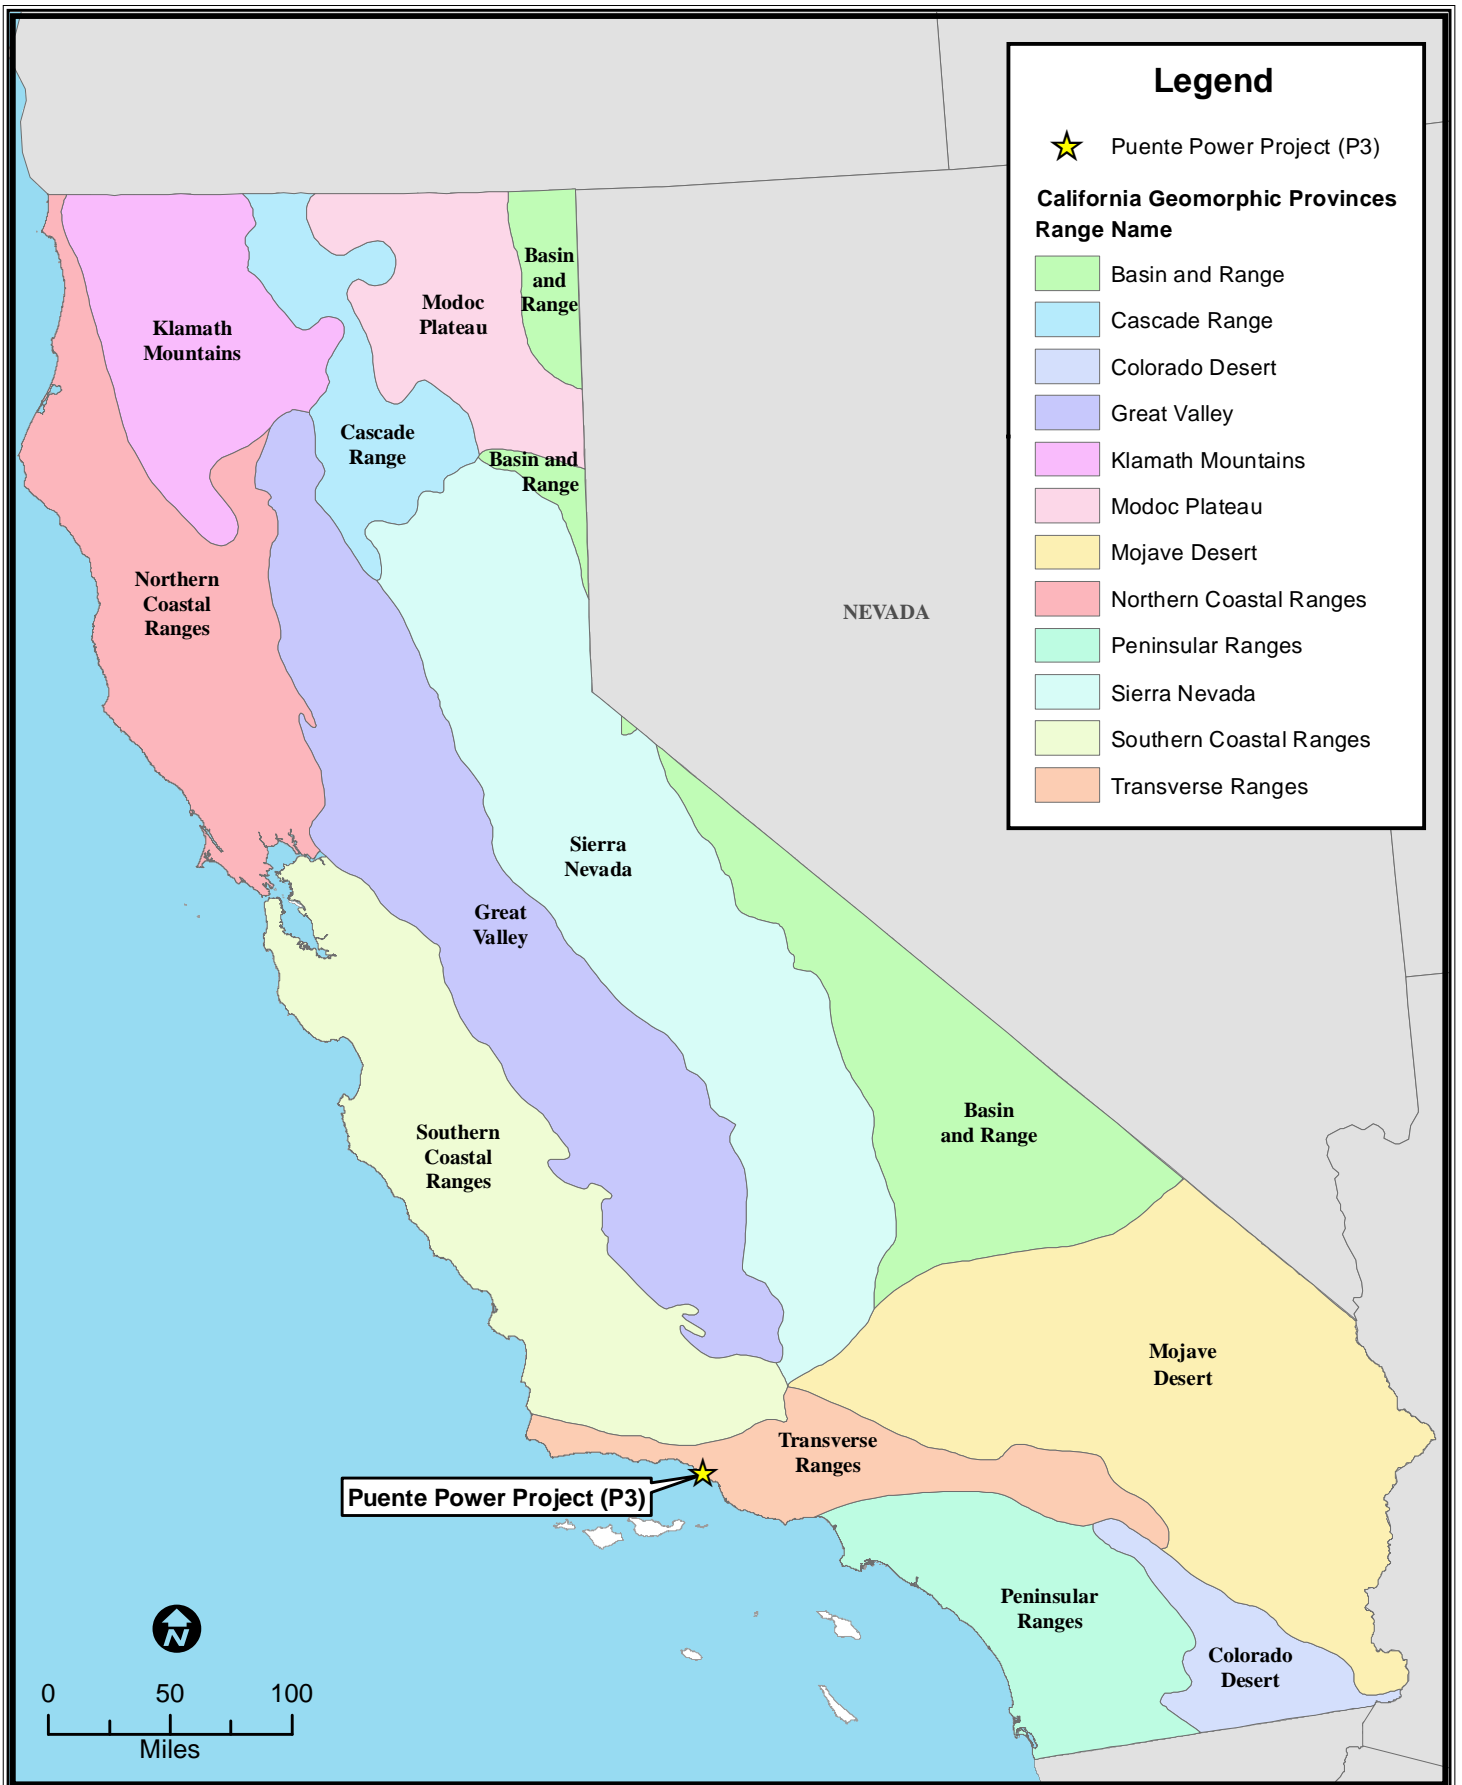 Legend
Puente Power Project (P3)
California Geomorphic Provinces
Range Name
Basin and Range
Cascade Range
Colorado Desert
Great Valley
Klamath Mountains
Modoc Plateau
Mojave Desert
Northern Coastal Ranges
Peninsular Ranges
Sierra Nevada
Southern Coastal Ranges
Transverse Ranges
Basin
and
Range
Modoc
Plateau
Klamath
Mountains
Cascade
Range
Basin and
Range
Northern
Coastal
Ranges
NEVADA
Sierra
Nevada
Great
Valley
Basin
and Range
Southern
Coastal
Ranges
Mojave
Desert
Transverse
Ranges
Puente Power Project (P3)
Peninsular
Ranges
Colorado
Desert
N
0 50 100
Miles